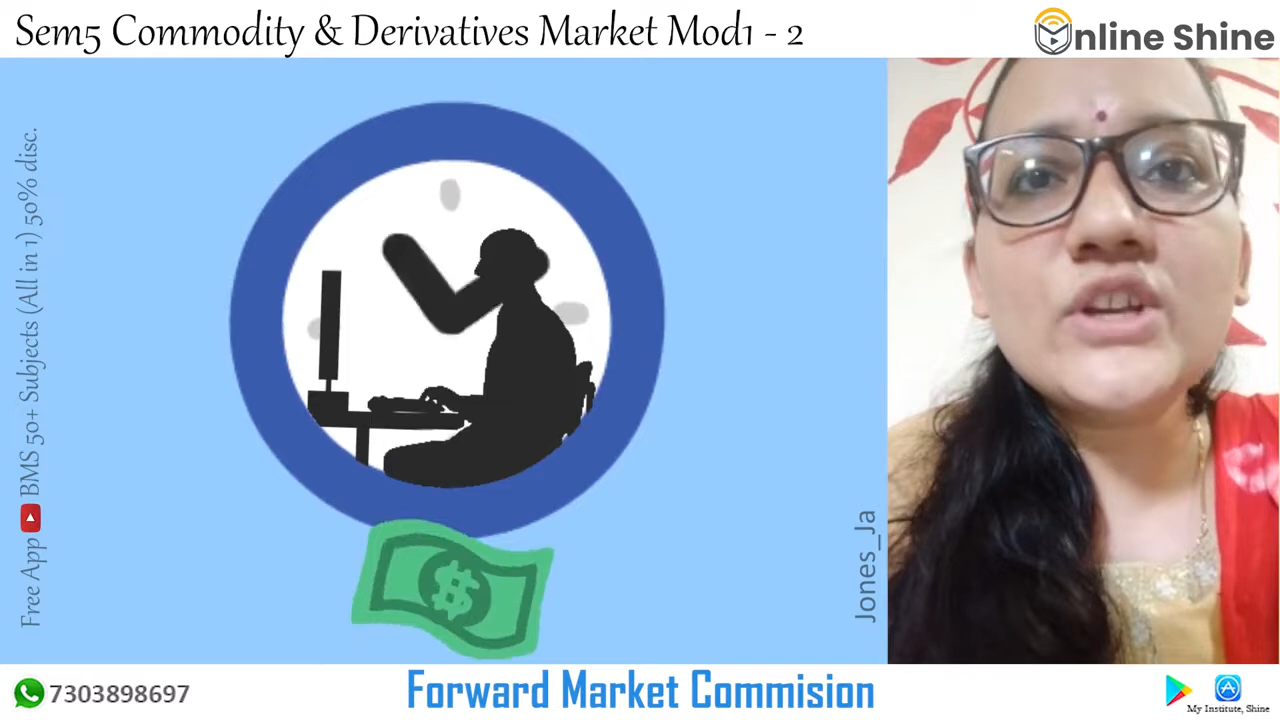 Sem5 Commodity & Derivatives Market Mod1 - 2
Online Shine
Free App BMS 50+ Subjects (All in 1) 50% disc.
Jones_Ja
7303898697
Forward Market Commision
My Institute, Shine